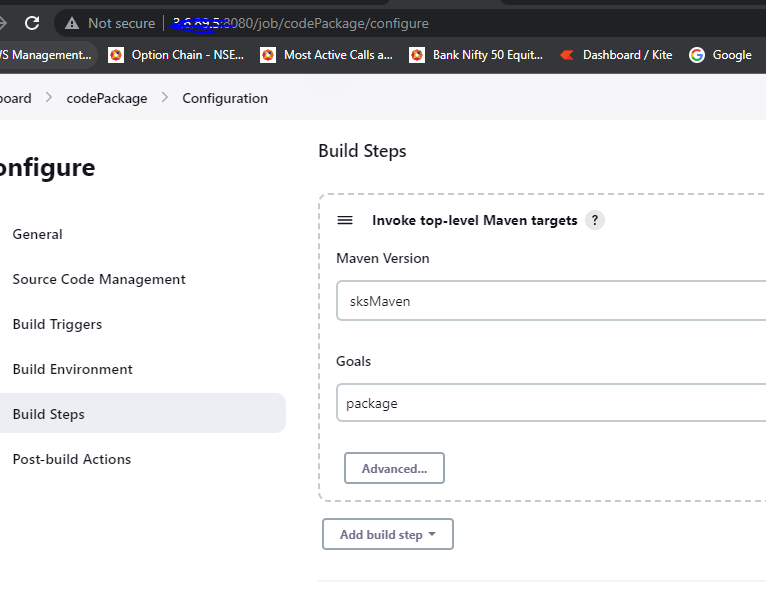 Not secure :8080/job/codePackage/configure
/S Management... Option Chain - NSE... Most Active Calls a... Bank Nifty 50 Equit... Dashboard / Kite Google
board codePackage Configuration
onfigure
General
Source Code Management
Build Triggers
Build Environment
Build Steps
Post-build Actions
Build Steps
Invoke top-level Maven targets ?
Maven Version
sksMaven
Goals
package
Advanced...
Add build step